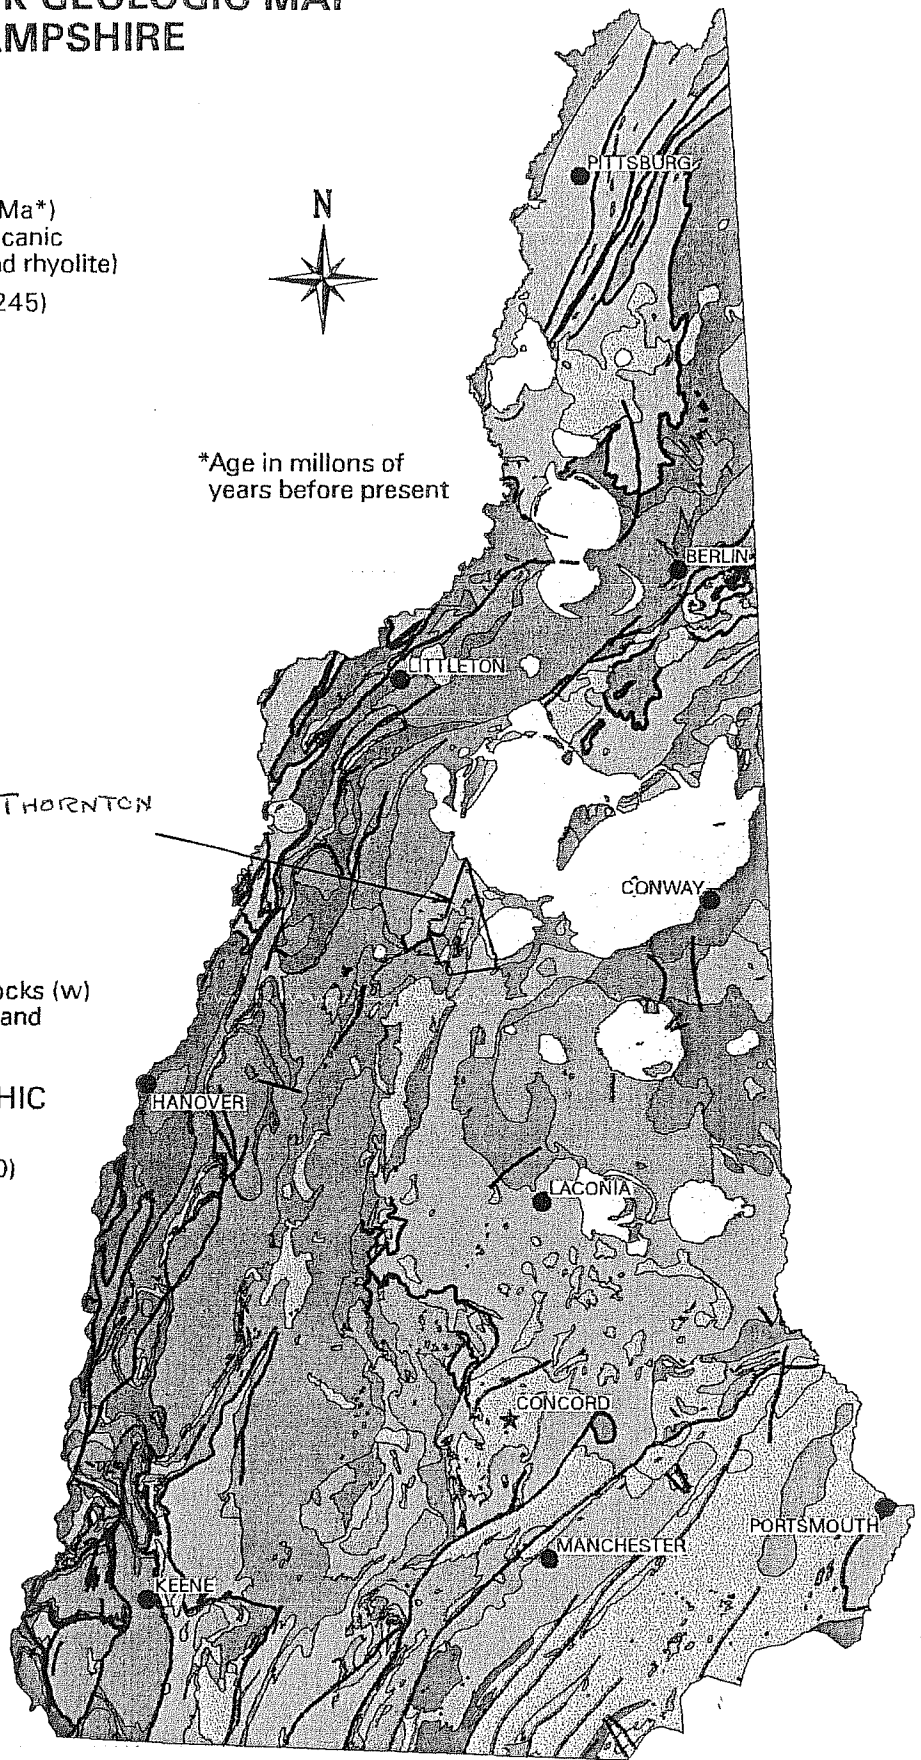 GEOLOGIC MAP
AMPSHIRE
Ma*)
canic
nd rhyolite)
245)
N
*Age in millons of
years before present
PITTSBURG
BERLIN
LITTLETON
THORNTON
CONWAY
ocks (w)
and
HIC
HANOVER
0)
LACONIA
CONCORD
PORTSMOUTH
MANCHESTER
KEENE